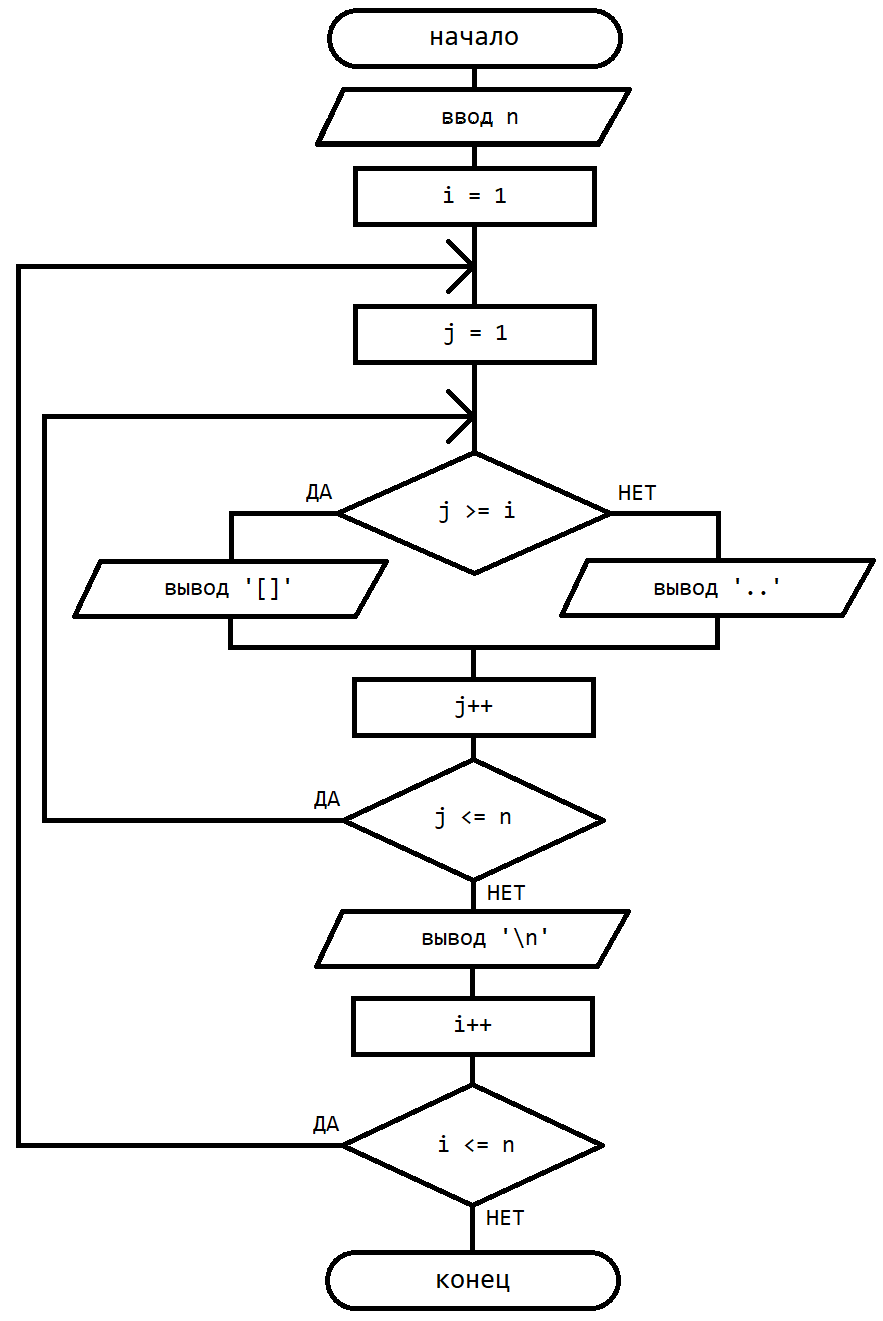 начало
ввод n
i = 1
j = 1
ДА
НЕТ
j >= i
вывод '[]'
вывод '..'
j++
ДА
j <= n
НЕТ
вывод '\n'
i++
ДА
i <= n
НЕТ
конец